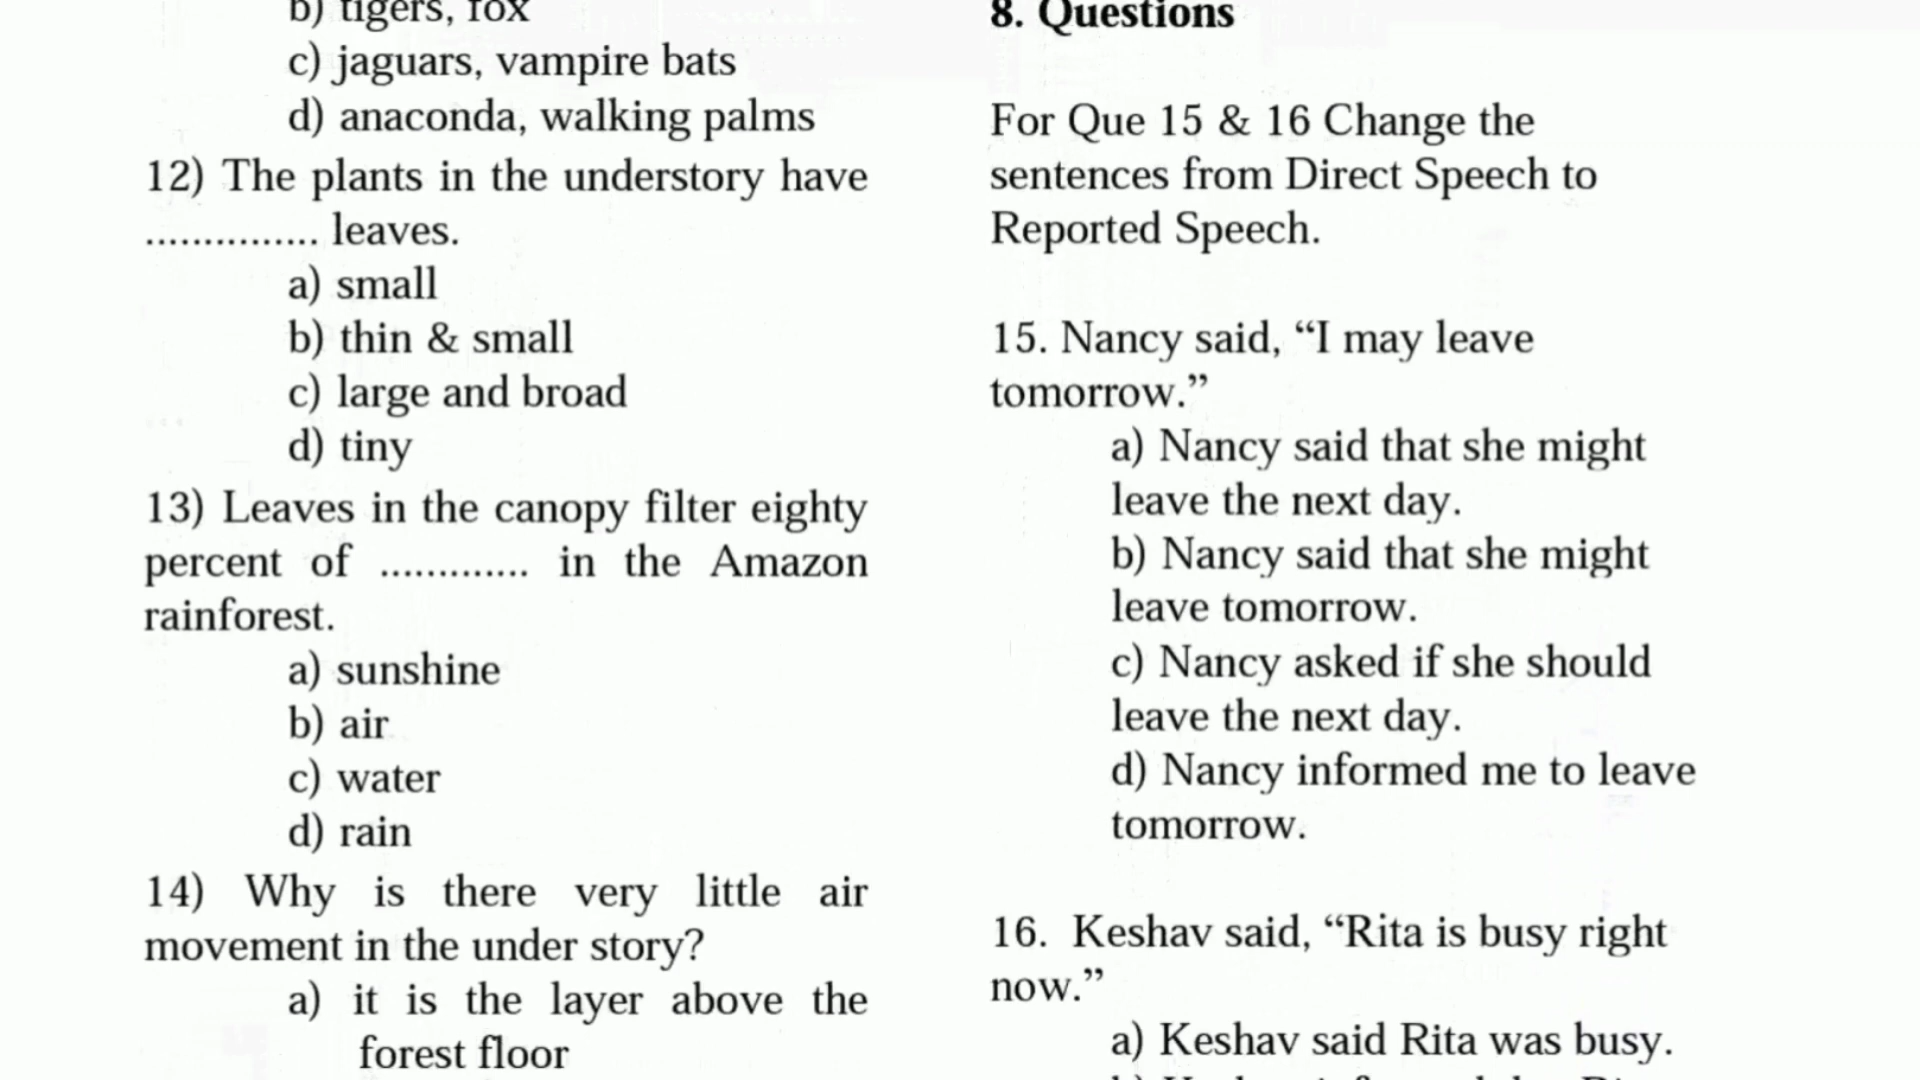 b) tigers, fox
c) jaguars, vampire bats
d) anaconda, walking palms
12) The plants in the understory have
............... leaves.
a) small
b) thin & small
c) large and broad
d) tiny
13) Leaves in the canopy filter eighty
percent of ............. in the Amazon
rainforest.
a) sunshine
b) air
c) water
d) rain
14) Why is there very little air
movement in the under story?
a) it is the layer above the
forest floor
8. Questions
For Que 15 & 16 Change the
sentences from Direct Speech to
Reported Speech.
15. Nancy said, “I may leave
tomorrow.”
a) Nancy said that she might
leave the next day.
b) Nancy said that she might
leave tomorrow.
c) Nancy asked if she should
leave the next day.
d) Nancy informed me to leave
tomorrow.
16. Keshav said, “Rita is busy right
now.”
a) Keshav said Rita was busy.